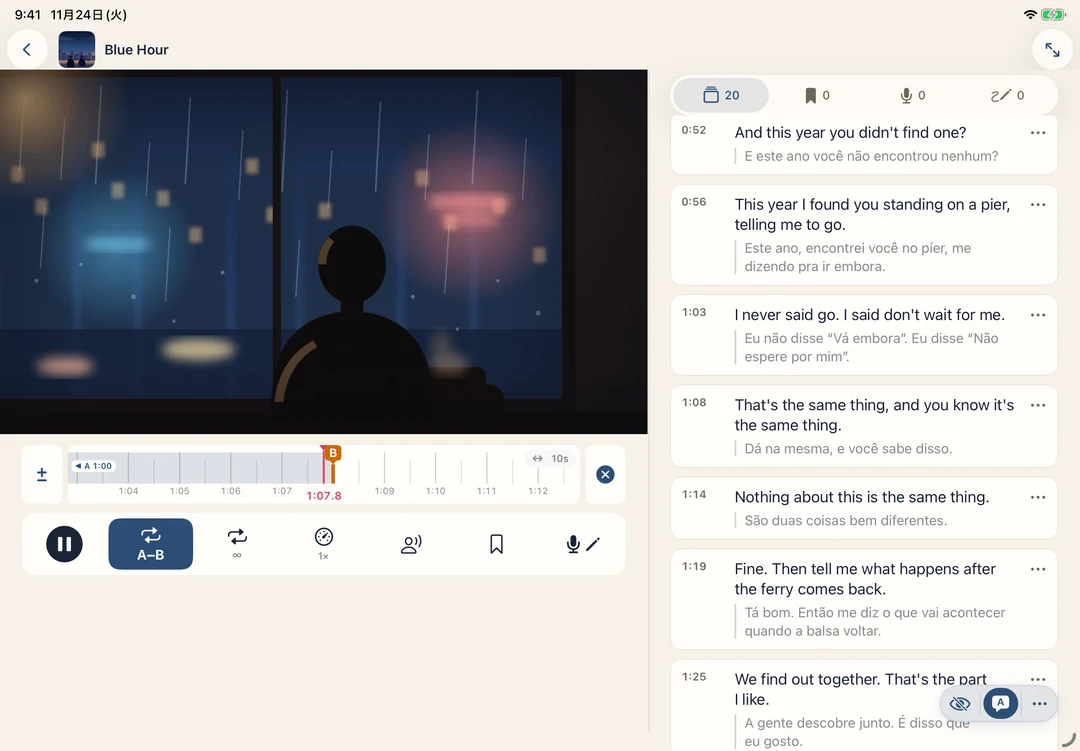 9:41 11月24日(火)
Blue Hour
20
0
0
0
0:52
And this year you didn't find one?
E este ano você não encontrou nenhum?
0:56
This year I found you standing on a pier,
telling me to go.
Este ano, encontrei você no píer, me
dizendo pra ir embora.
1:03
I never said go. I said don't wait for me.
Eu não disse “Vá embora”. Eu disse “Não
espere por mim”.
1:08
That's the same thing, and you know it's
the same thing.
Dá na mesma, e você sabe disso.
1:14
Nothing about this is the same thing.
São duas coisas bem diferentes.
1:19
Fine. Then tell me what happens after
the ferry comes back.
Tá bom. Então me diz o que vai acontecer
quando a balsa voltar.
1:25
We find out together. That's the part
I like.
A gente descobre junto. É disso que
eu gosto.
A
±
◀ A 1:00
B
↔ 10s
1:04
1:05
1:06
1:07
1:07.8
1:09
1:10
1:11
1:12
A–B
∞
1×